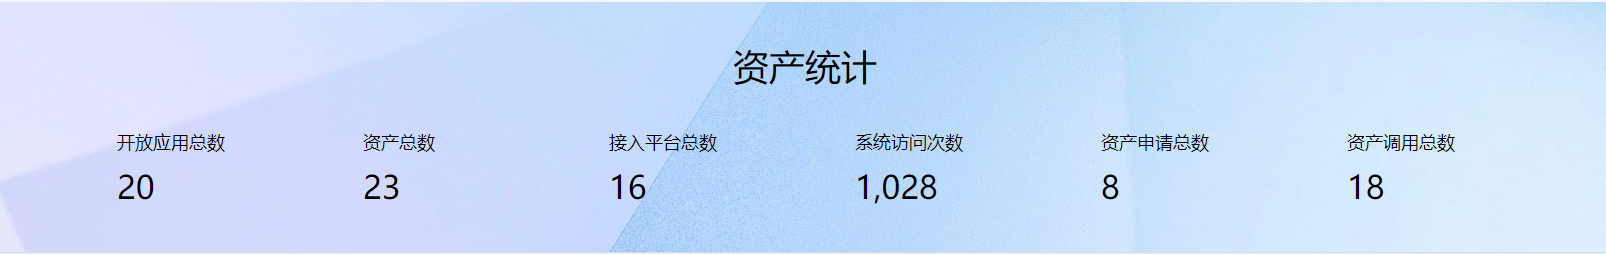 资产统计
开放应用总数 资产总数 接入平台总数 系统访问次数 资产申请总数 资产调用总数
20 23 16 1,028 8 18